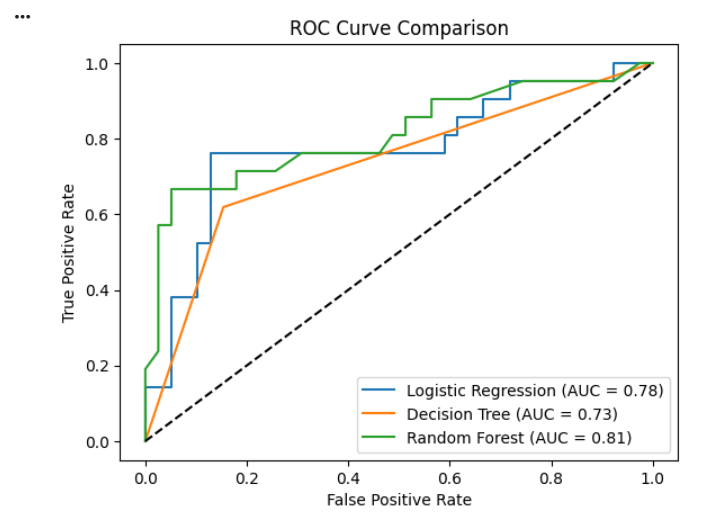 ...
ROC Curve Comparison
True Positive Rate
1.0
0.8
0.6
0.4
0.2
0.0
Logistic Regression (AUC = 0.78)
Decision Tree (AUC = 0.73)
Random Forest (AUC = 0.81)
0.0 0.2 0.4 0.6 0.8 1.0
False Positive Rate